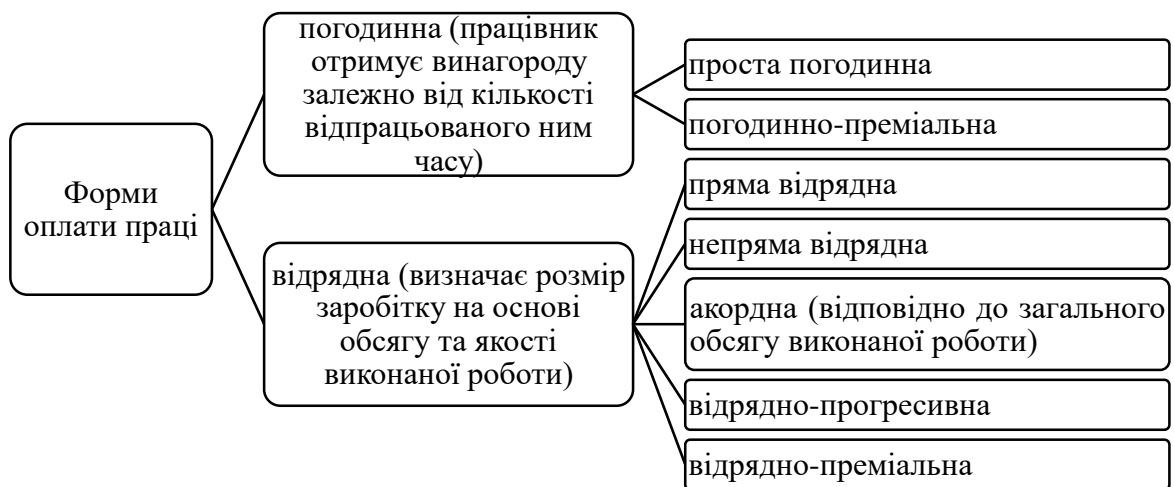 Форми
оплати праці
погодинна (працівник
отримує винагороду
залежно від кількості
відпрацьованого ним
часу)
проста погодинна
погодинно-преміальна
відрядна (визначає розмір
заробітку на основі
обсягу та якості
виконаної роботи)
пряма відрядна
непряма відрядна
акордна (відповідно до загального
обсягу виконаної роботи)
відрядно-прогресивна
відрядно-преміальна